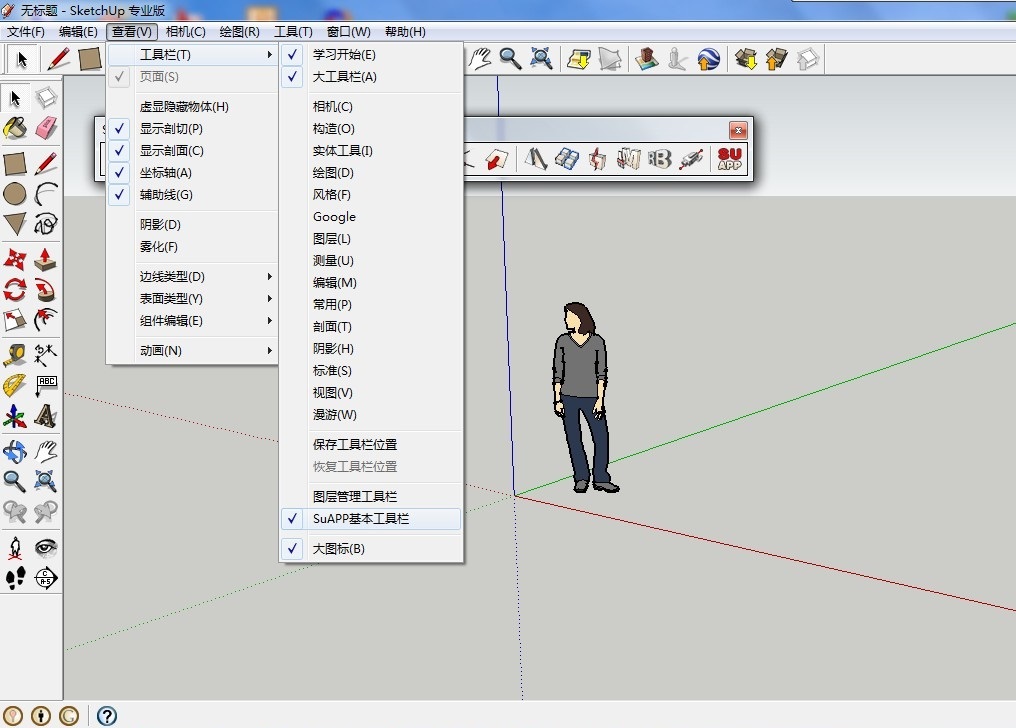 无标题 - SketchUp 专业版
文件(F) 编辑(E) 查看(V) 相机(C) 绘图(R) 工具(T) 窗口(W) 帮助(H)
工具栏(T)
页面(S)
虚显隐藏物体(H)
显示剖切(P)
显示剖面(C)
坐标轴(A)
辅助线(G)
阴影(D)
雾化(F)
边线类型(D)
表面类型(Y)
组件编辑(E)
动画(N)
学习开始(E)
大工具栏(A)
相机(C)
构造(O)
实体工具(I)
绘图(D)
风格(F)
Google
图层(L)
测量(U)
编辑(M)
常用(P)
剖面(T)
阴影(H)
标准(S)
视图(V)
漫游(W)
保存工具栏位置
恢复工具栏位置
图层管理工具栏
SuAPP基本工具栏
大图标(B)
SU
APP
ABC